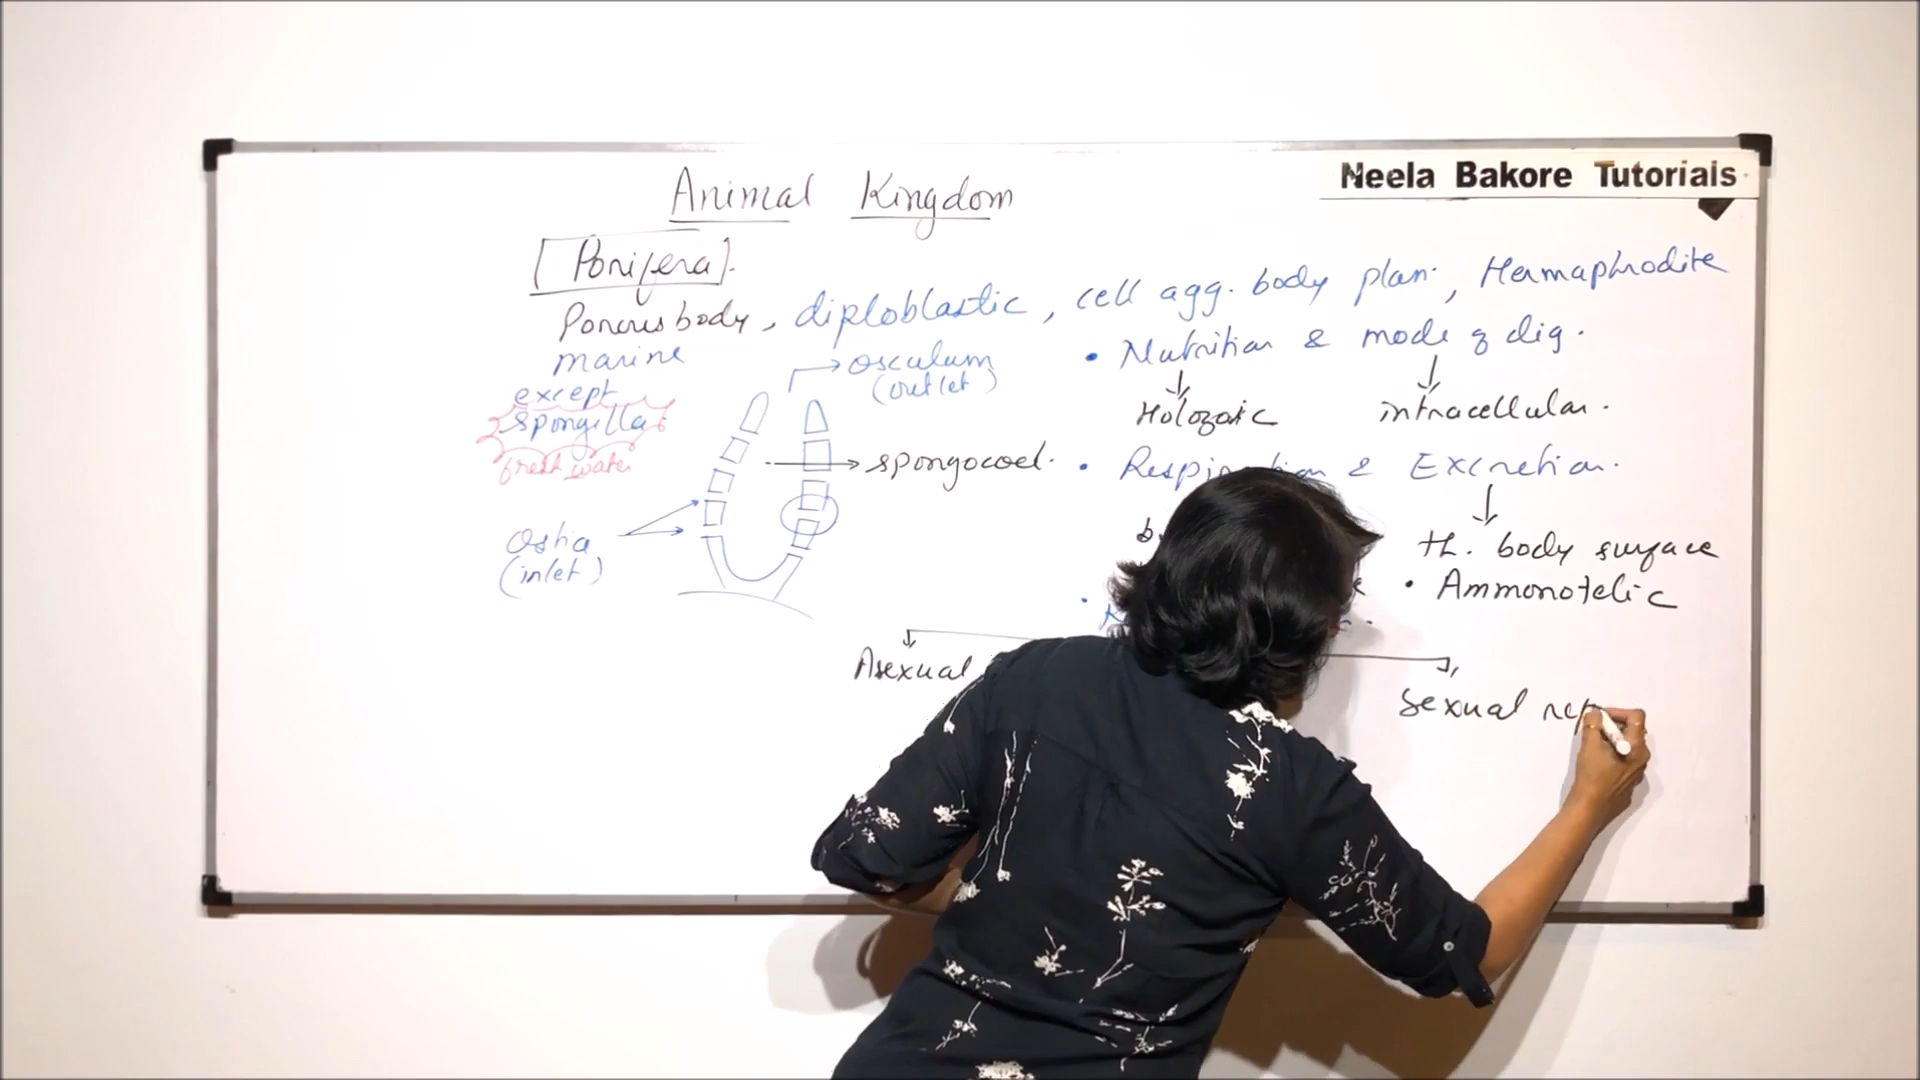 Neela Bakore Tutorials
Animal Kingdom
[Porifera].
Porous body, diploblastic, cell agg. body plan., Hermaphrodite
marine
except
spongilla
fresh water
osculum
(outlet)
spongocoel.
Ostia
(inlet)
• Nutrition & mode of dig.
Holozoic
intracellular.
• & Excretion.
th. body surface
• Ammonotelic
Asexual
Sexual rep